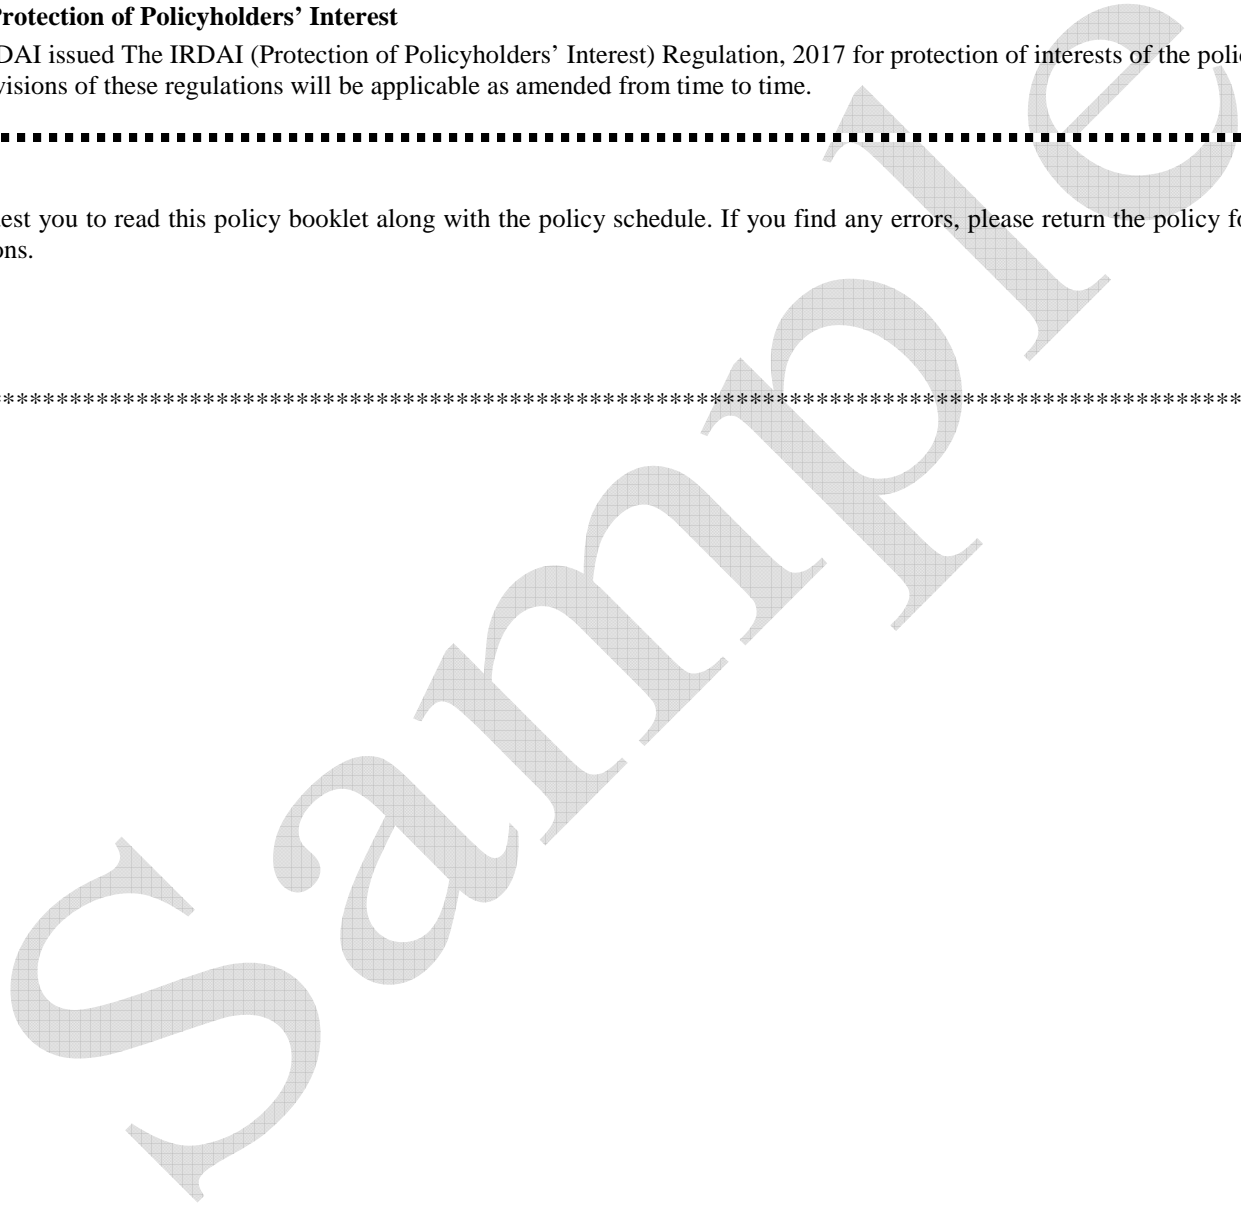 rotection of Policyholders’ Interest
DAI issued The IRDAI (Protection of Policyholders’ Interest) Regulation, 2017 for protection of interests of the polic
visions of these regulations will be applicable as amended from time to time.
est you to read this policy booklet along with the policy schedule. If you find any errors, please return the policy fo
ons.
Sample